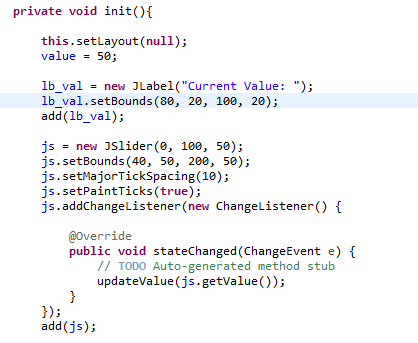 private void init(){
this.setLayout(null);
value = 50;
lb_val = new JLabel("Current Value: ");
lb_val.setBounds(80, 20, 100, 20);
add(lb_val);
js = new JSlider(0, 100, 50);
js.setBounds(40, 50, 200, 50);
js.setMajorTickSpacing(10);
js.setPaintTicks(true);
js.addChangeListener(new ChangeListener() {
@Override
public void stateChanged(ChangeEvent e) {
// TODO Auto-generated method stub
updateValue(js.getValue());
}
});
add(js);